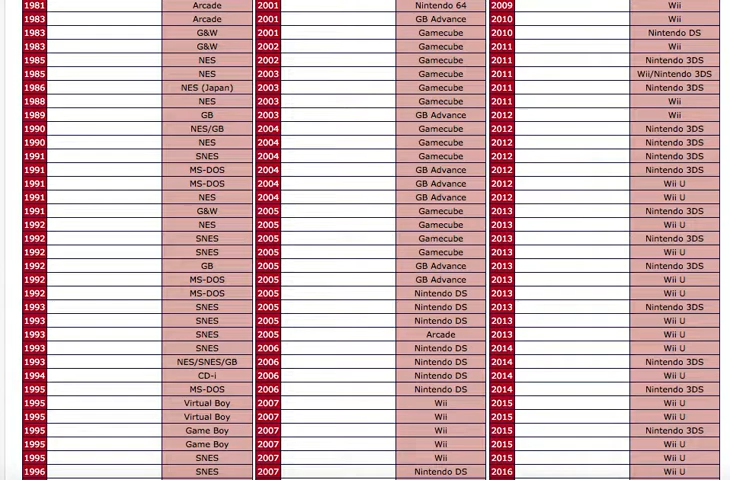 1981 Arcade 2001 Nintendo 64 2009 Wii
1983 Arcade 2001 GB Advance 2010 Wii
1983 G&W 2001 Gamecube 2010 Nintendo DS
1983 G&W 2002 Gamecube 2011 Wii
1985 NES 2002 Gamecube 2011 Nintendo 3DS
1985 NES 2003 Gamecube 2011 Wii/Nintendo 3DS
1986 NES (Japan) 2003 Gamecube 2011 Nintendo 3DS
1988 NES 2003 Gamecube 2011 Wii
1989 GB 2003 GB Advance 2012 Wii
1990 NES/GB 2004 Gamecube 2012 Nintendo 3DS
1990 NES 2004 Gamecube 2012 Nintendo 3DS
1991 SNES 2004 Gamecube 2012 Nintendo 3DS
1991 MS-DOS 2004 GB Advance 2012 Nintendo 3DS
1991 MS-DOS 2004 GB Advance 2012 Wii U
1991 NES 2004 GB Advance 2012 Wii U
1991 G&W 2005 Gamecube 2013 Nintendo 3DS
1992 NES 2005 Gamecube 2013 Wii U
1992 SNES 2005 Gamecube 2013 Nintendo 3DS
1992 SNES 2005 Gamecube 2013 Wii U
1992 GB 2005 GB Advance 2013 Nintendo 3DS
1992 MS-DOS 2005 GB Advance 2013 Wii U
1992 MS-DOS 2005 Nintendo DS 2013 Wii U
1993 SNES 2005 Nintendo DS 2013 Nintendo 3DS
1993 SNES 2005 Nintendo DS 2013 Wii U
1993 SNES 2005 Arcade 2013 Wii U
1993 SNES 2006 Nintendo DS 2014 Wii U
1993 NES/SNES/GB 2006 Nintendo DS 2014 Nintendo 3DS
1994 CD-i 2006 Nintendo DS 2014 Wii U
1995 MS-DOS 2006 Nintendo DS 2014 Nintendo 3DS
1995 Virtual Boy 2007 Wii 2015 Wii U
1995 Virtual Boy 2007 Wii 2015 Wii U
1995 Game Boy 2007 Wii 2015 Nintendo 3DS
1995 Game Boy 2007 Wii 2015 Wii U
1995 SNES 2007 Wii 2015 Wii U
1996 SNES 2007 Nintendo DS 2016 Wii U